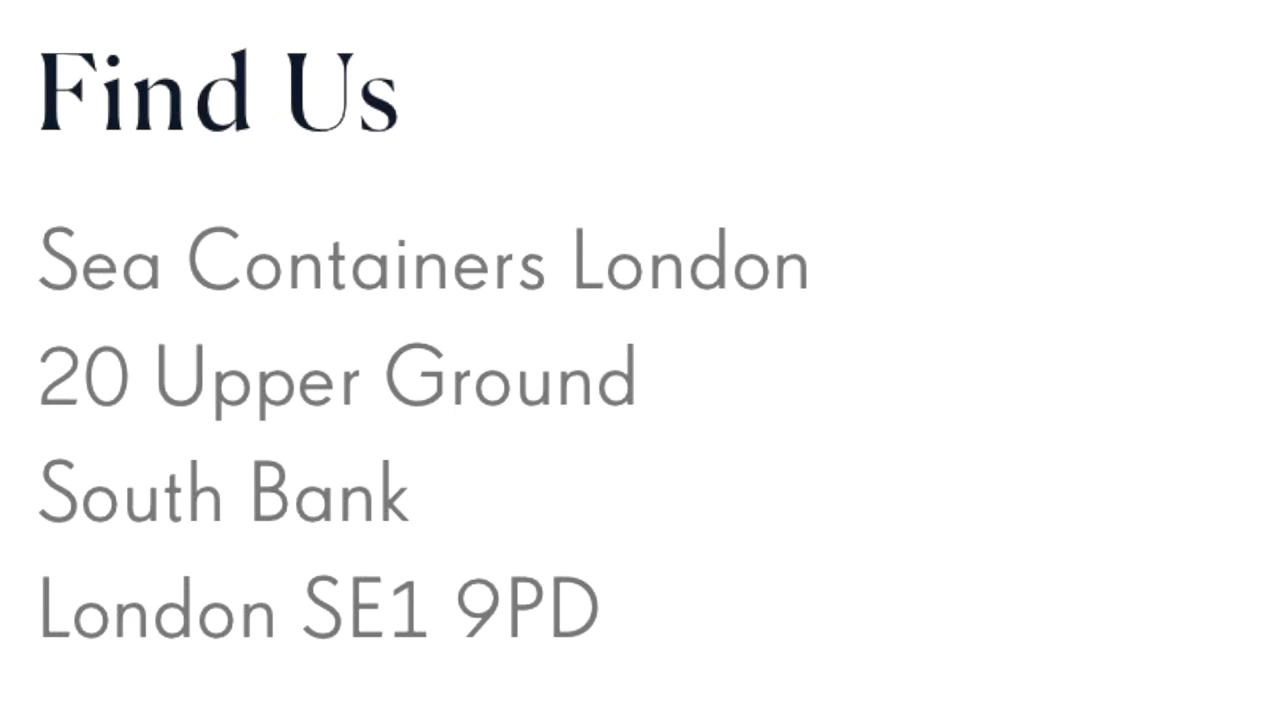 Find Us
Sea Containers London
20 Upper Ground
South Bank
London SE1 9PD